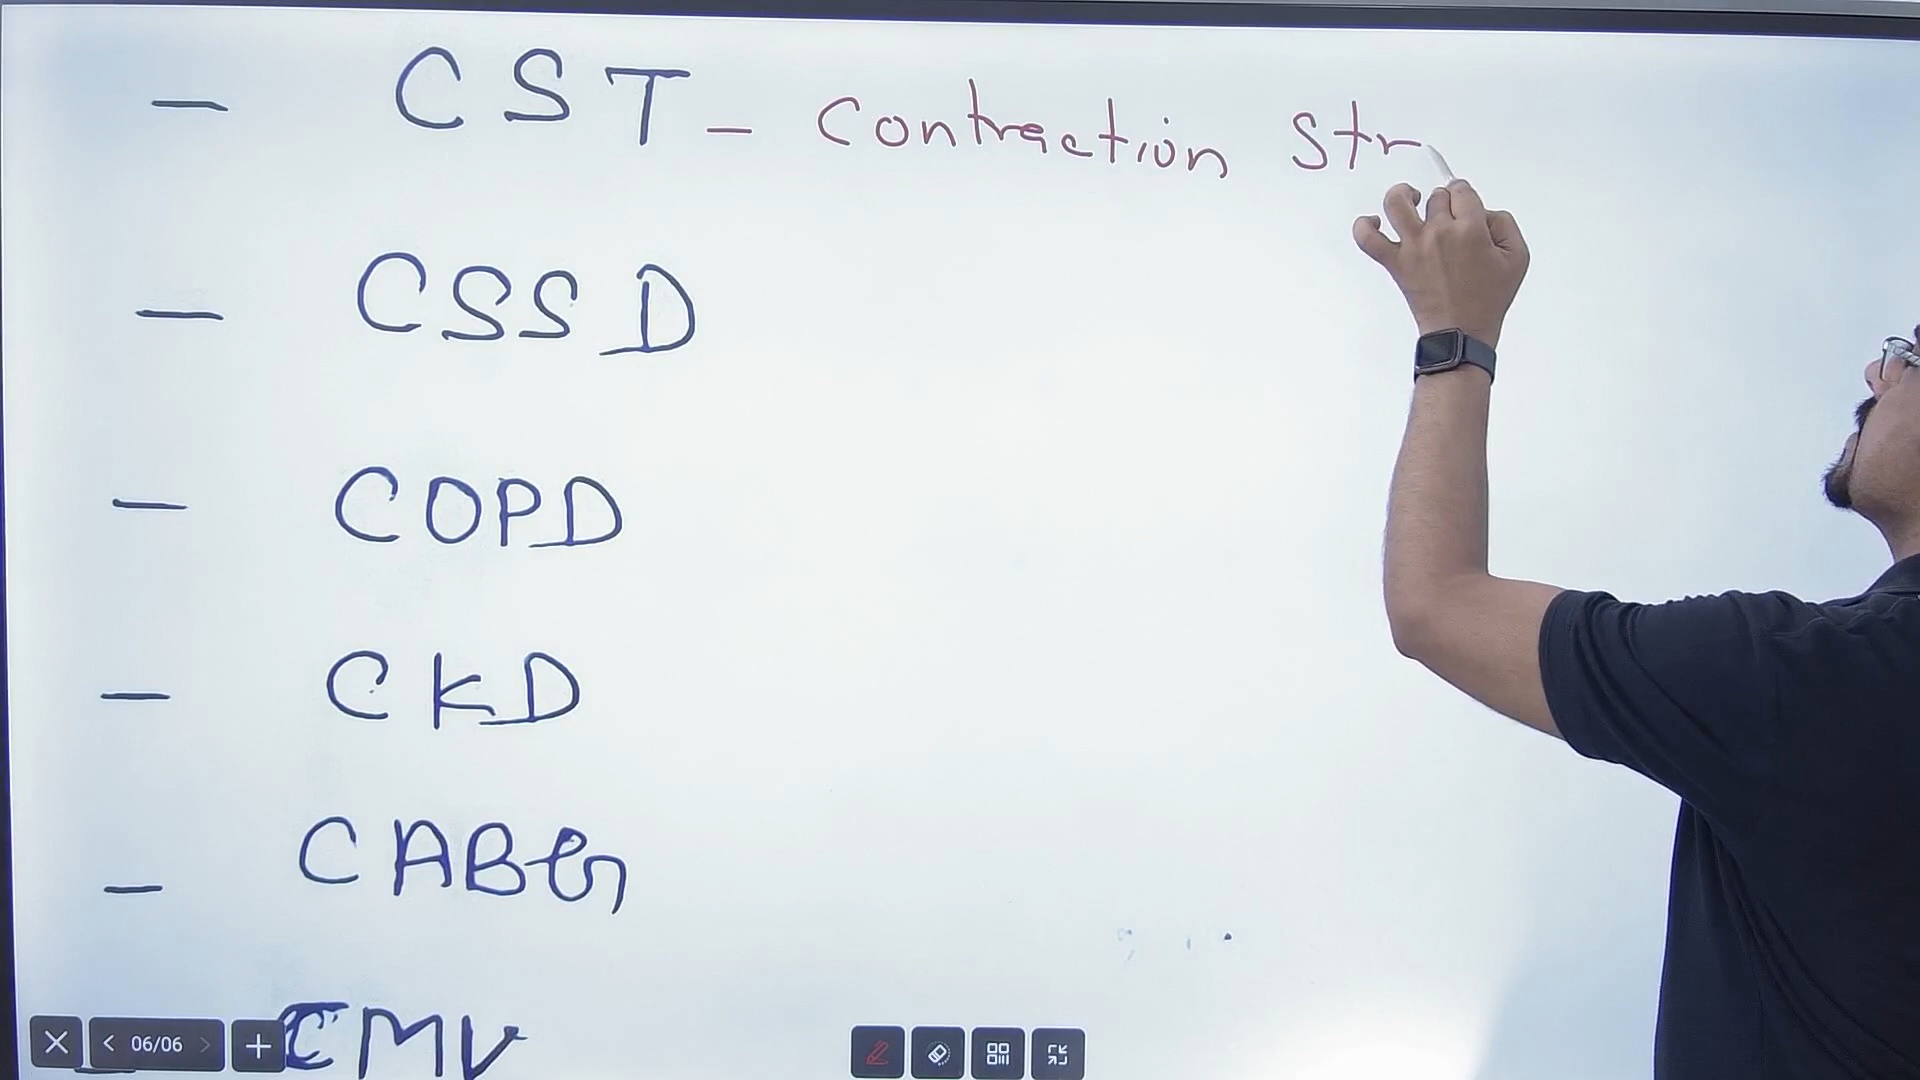 - CST - Contraction Str
- CSSD
- COPD
- CKD
- CABG
CMV
06/06